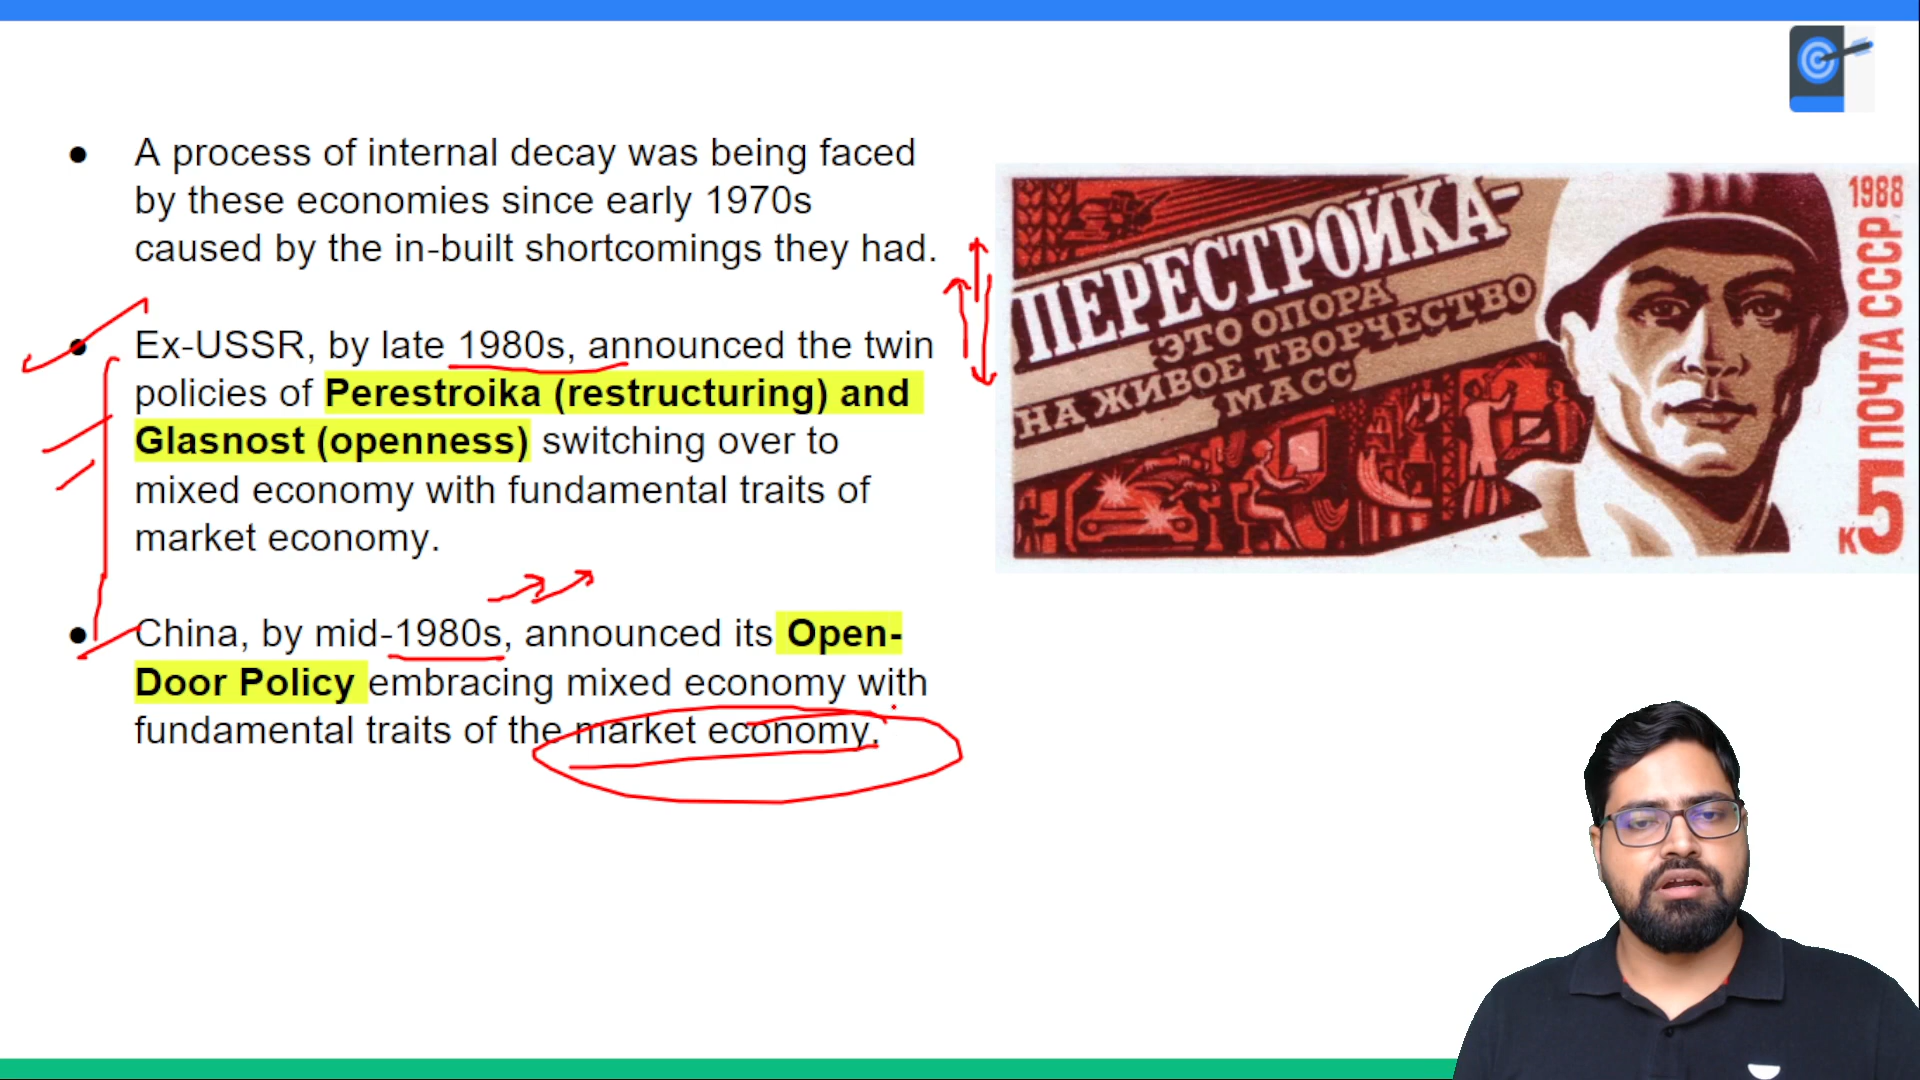 ● A process of internal decay was being faced
by these economies since early 1970s
caused by the in-built shortcomings they had.
● Ex-USSR, by late 1980s, announced the twin
policies of Perestroika (restructuring) and
Glasnost (openness) switching over to
mixed economy with fundamental traits of
market economy.
● China, by mid-1980s, announced its Open-
Door Policy embracing mixed economy with
fundamental traits of the market economy.
ПЕРЕСТРОЙКА-
ЭТО ОПОРА
НА ЖИВОЕ ТВОРЧЕСТВО
МАСС
1988
ПОЧТА СССР
5 К